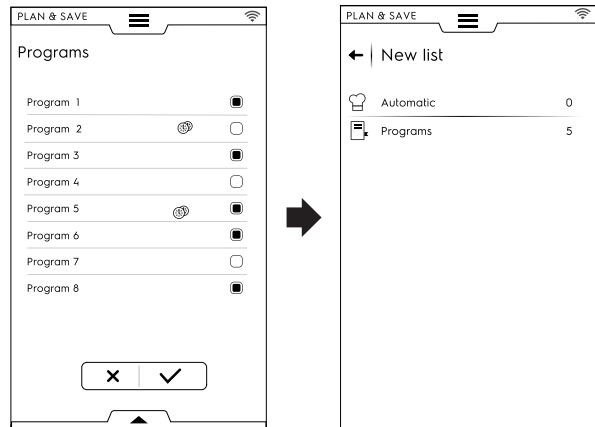 PLAN & SAVE
Programs
Program 1
Program 2
Program 3
Program 4
Program 5
Program 6
Program 7
Program 8
PLAN & SAVE
New list
Automatic 0
Programs 5